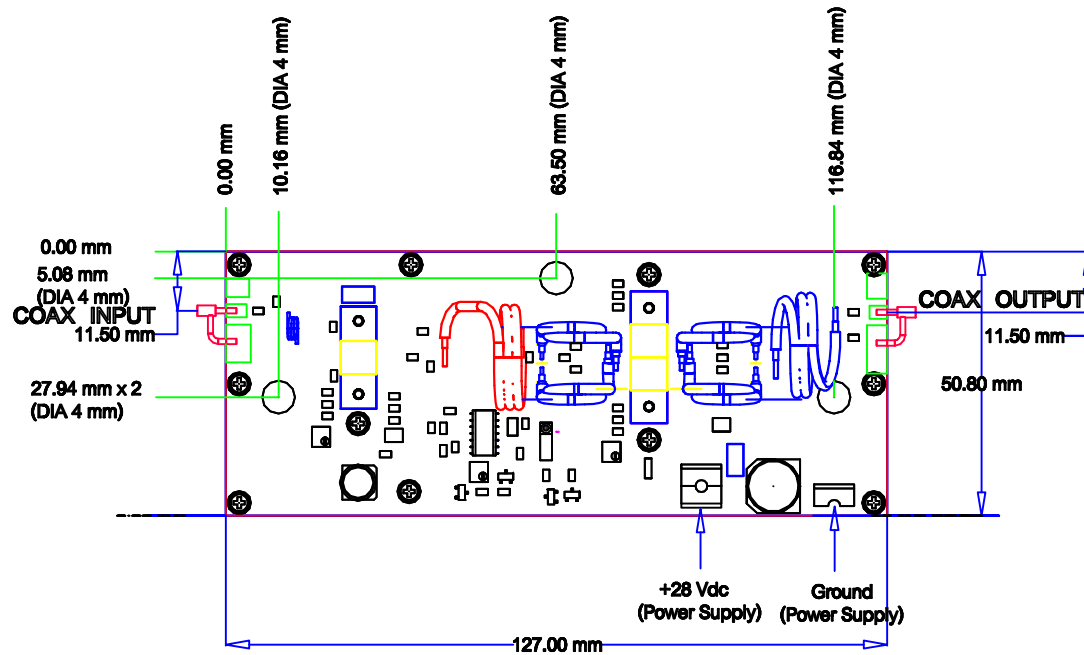 0.00 mm
10.16 mm (DIA 4 mm)
63.50 mm (DIA 4 mm)
116.84 mm (DIA 4 mm)
0.00 mm
5.08 mm
(DIA 4 mm)
COAX INPUT
11.50 mm
27.94 mm x 2
(DIA 4 mm)
COAX OUTPUT
11.50 mm
50.80 mm
+28 Vdc
(Power Supply)
Ground
(Power Supply)
127.00 mm